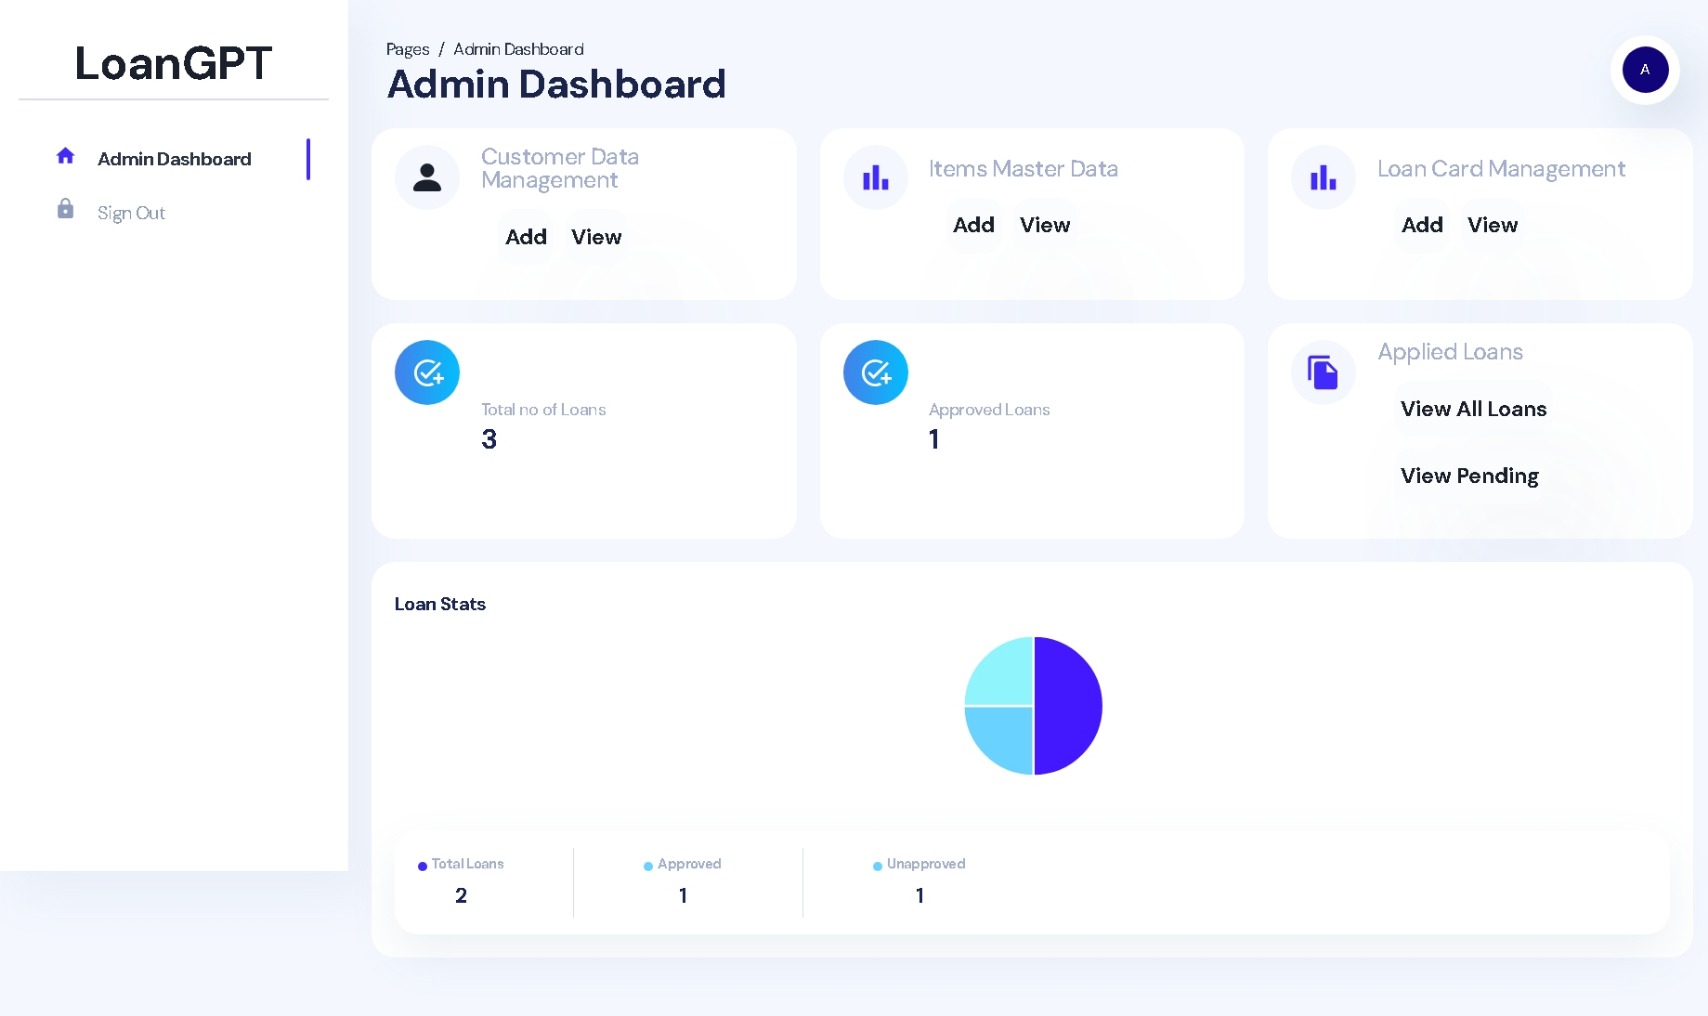 LoanGPT
Admin Dashboard
Sign Out
Pages / Admin Dashboard
Admin Dashboard
A
Customer Data
Management
Add View
Items Master Data
Add View
Loan Card Management
Add View
Total no of Loans
3
Approved Loans
1
Applied Loans
View All Loans
View Pending
Loan Stats
Total Loans
2
Approved
1
Unapproved
1